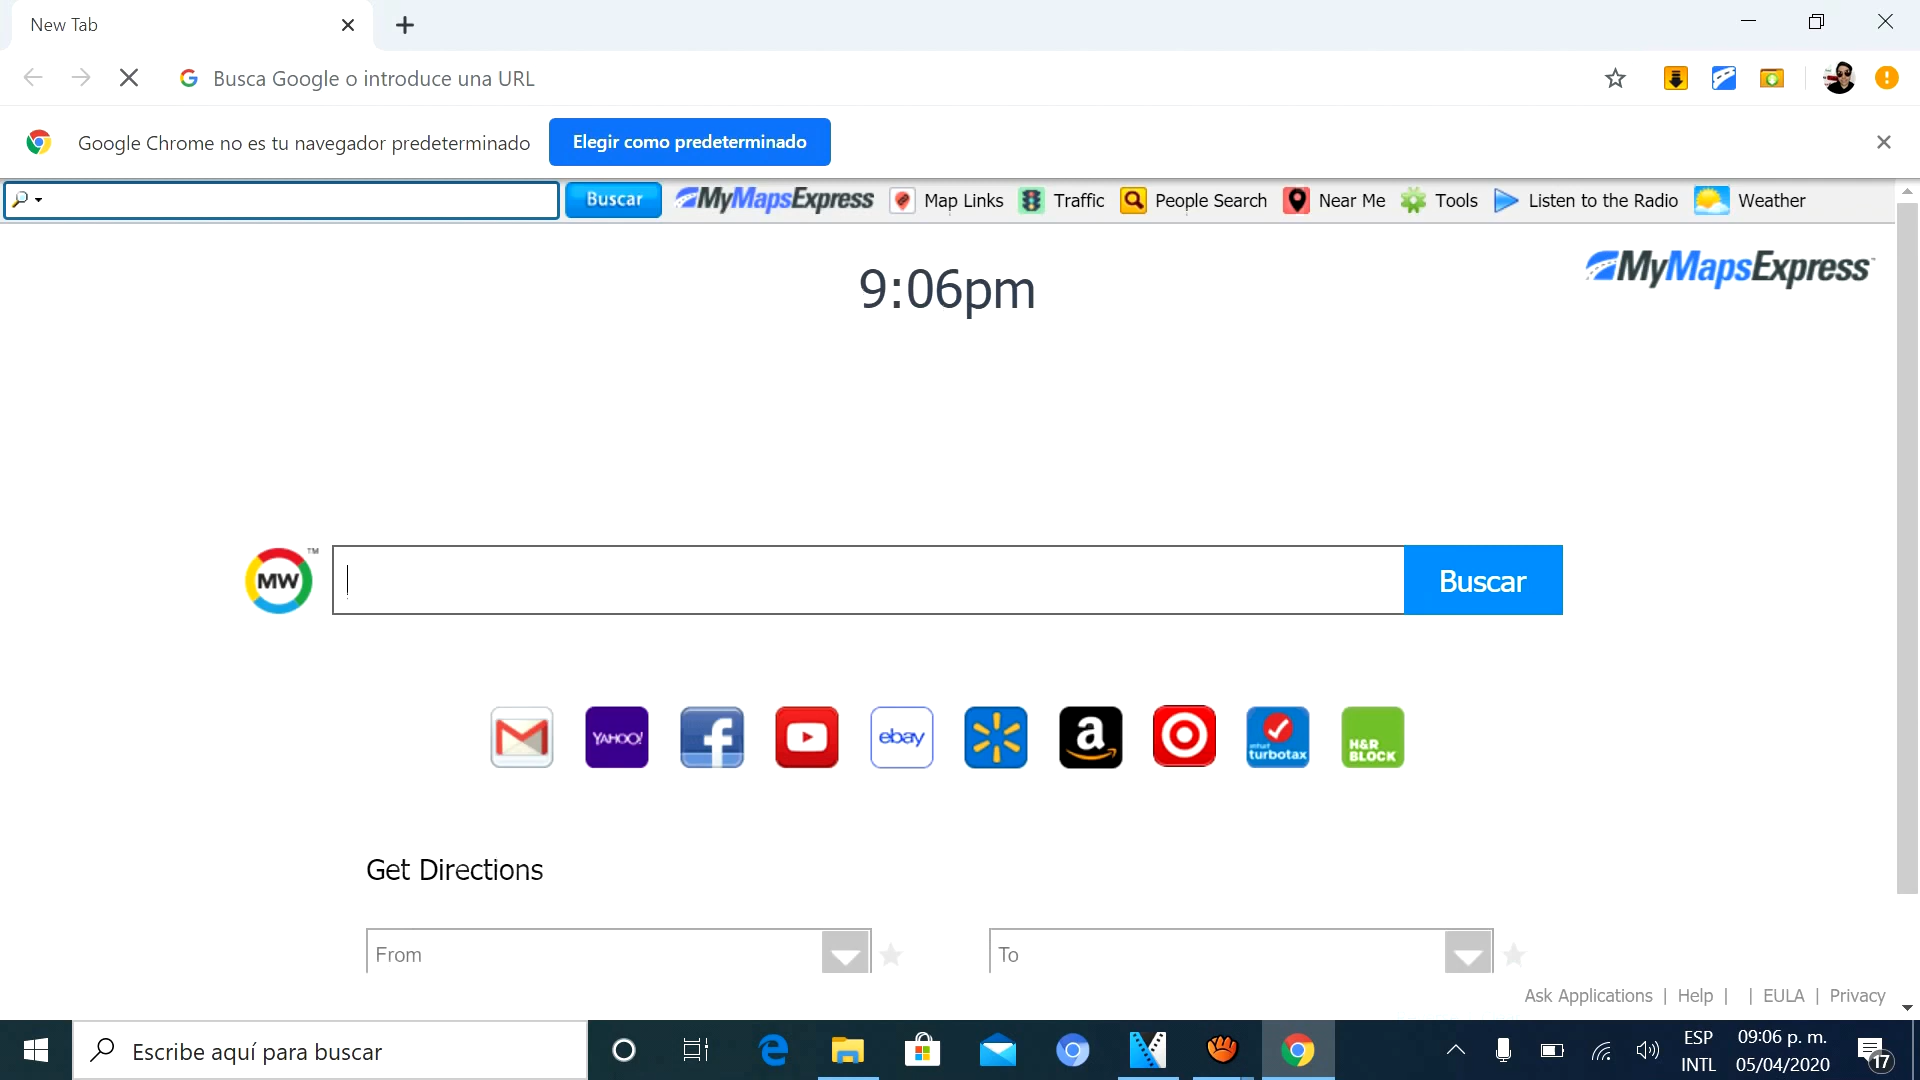 New Tab
Busca Google o introduce una URL
Google Chrome no es tu navegador predeterminado Elegir como predeterminado
Buscar MyMapsExpress Map Links Traffic People Search Near Me Tools Listen to the Radio Weather
MyMapsExpress
9:06pm
MW™ Buscar
YAHOO! f ebay a intuit turbotax H&R BLOCK
Get Directions
From To
Ask Applications | Help | | EULA | Privacy
Escribe aquí para buscar
ESP
INTL
09:06 p. m.
05/04/2020
17